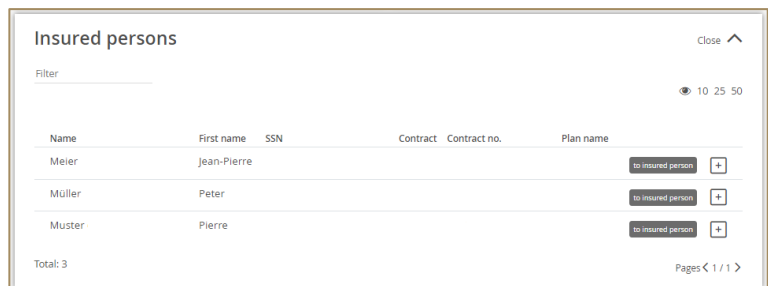 Insured persons Close
Filter
10 25 50
Name First name SSN Contract Contract no. Plan name
Meier Jean-Pierre to insured person +
Müller Peter to insured person +
Muster Pierre to insured person +
Total: 3 Pages < 1 / 1 >